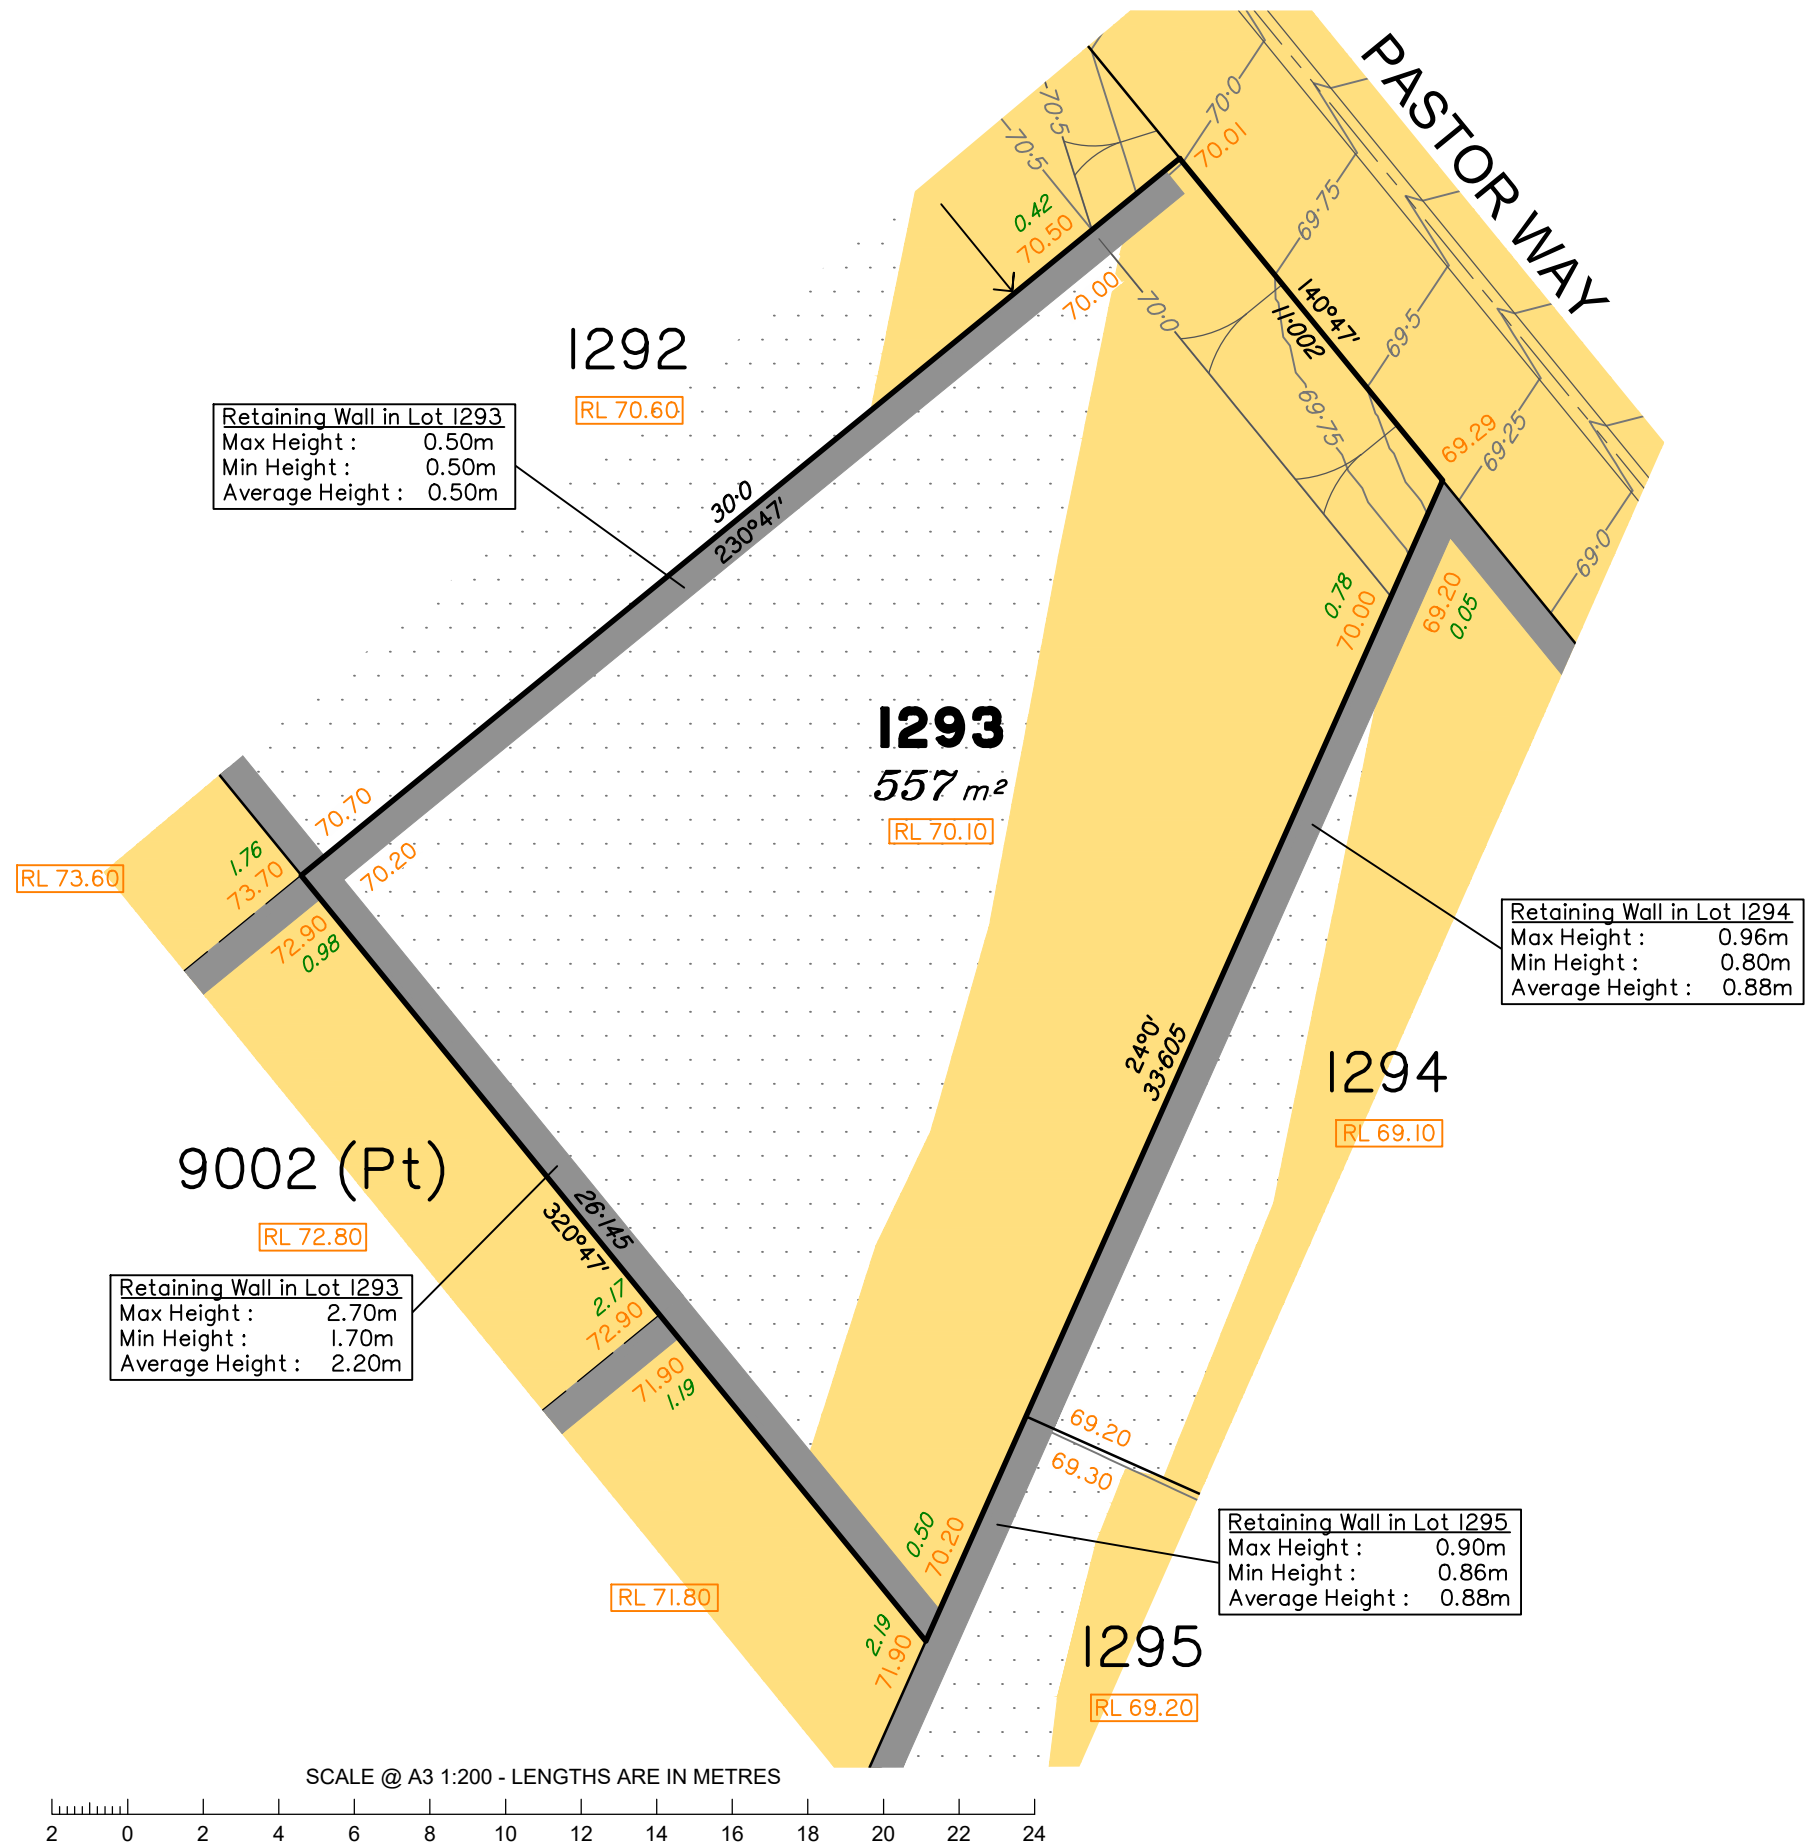 PASTOR WAY
70·0
70.01
70·5
70·5
0.42
70.50
70.00
70·0
69·75
140°47'
11·002
69·5
69·75
69.29
69·25
69·0
1292
RL 70.60
Retaining Wall in Lot 1293
Max Height : 0.50m
Min Height : 0.50m
Average Height : 0.50m
30·0
230°47'
0.78
70.00
69.20
0.05
1293
557 m²
RL 70.10
70.70
70.20
1.76
73.70
RL 73.60
72.90
0.98
Retaining Wall in Lot 1294
Max Height : 0.96m
Min Height : 0.80m
Average Height : 0.88m
24°0'
33·605
1294
RL 69.10
9002 (Pt)
RL 72.80
26·145
320°47'
Retaining Wall in Lot 1293
Max Height : 2.70m
Min Height : 1.70m
Average Height : 2.20m
2.17
72.90
71.90
1.19
69.20
69.30
0.50
70.20
Retaining Wall in Lot 1295
Max Height : 0.90m
Min Height : 0.86m
Average Height : 0.88m
RL 71.80
2.19
71.90
1295
RL 69.20
SCALE @ A3 1:200 - LENGTHS ARE IN METRES
2 0 2 4 6 8 10 12 14 16 18 20 22 24